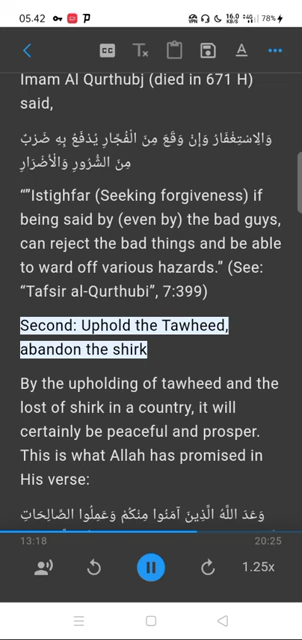 05.42
16.0
KB/S
78%
CC
A
Imam Al Qurthubj (died in 671 H)
said,
وَالِاسْتِغْفَارُ وَإِنْ وَقَعَ مِنَ الْفُجَّارِ يُدْفَعُ بِهِ ضَرْبٌ
مِنَ الشُّرُورِ وَالْأَضْرَارِ
“”Istighfar (Seeking forgiveness) if
being said by (even by) the bad guys,
can reject the bad things and be able
to ward off various hazards.” (See:
“Tafsir al-Qurthubi”, 7:399)
Second: Uphold the Tawheed,
abandon the shirk
By the upholding of tawheed and the
lost of shirk in a country, it will
certainly be peaceful and prosper.
This is what Allah has promised in
His verse:
وَعَدَ اللَّهُ الَّذِينَ آمَنُوا مِنْكُمْ وَعَمِلُوا الصَّالِحَاتِ
13:18
20:25
1.25x